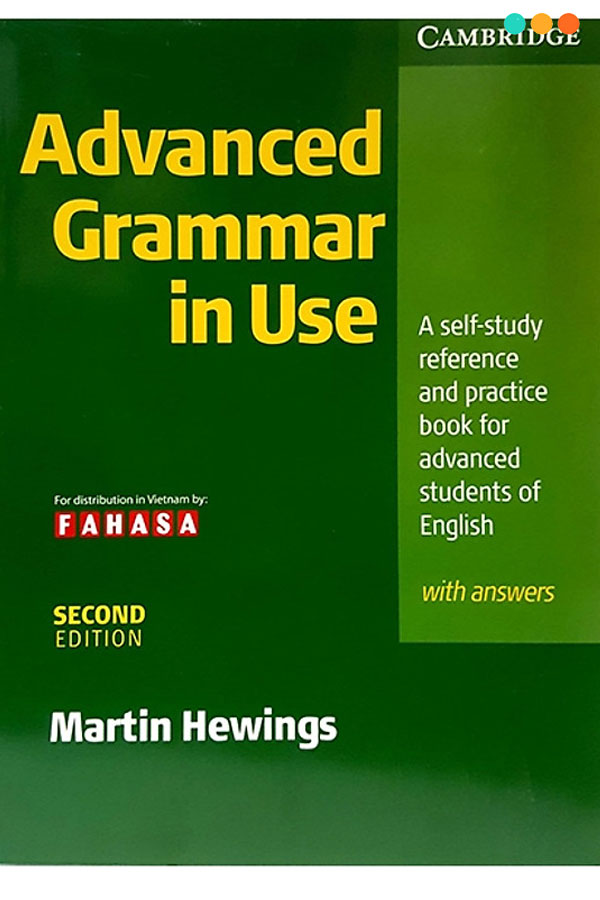 CAMBRIDGE
Advanced
Grammar
in Use
A self-study
reference
and practice
book for
advanced
students of
English
with answers
For distribution in Vietnam by:
FAHASA
SECOND
EDITION
Martin Hewings